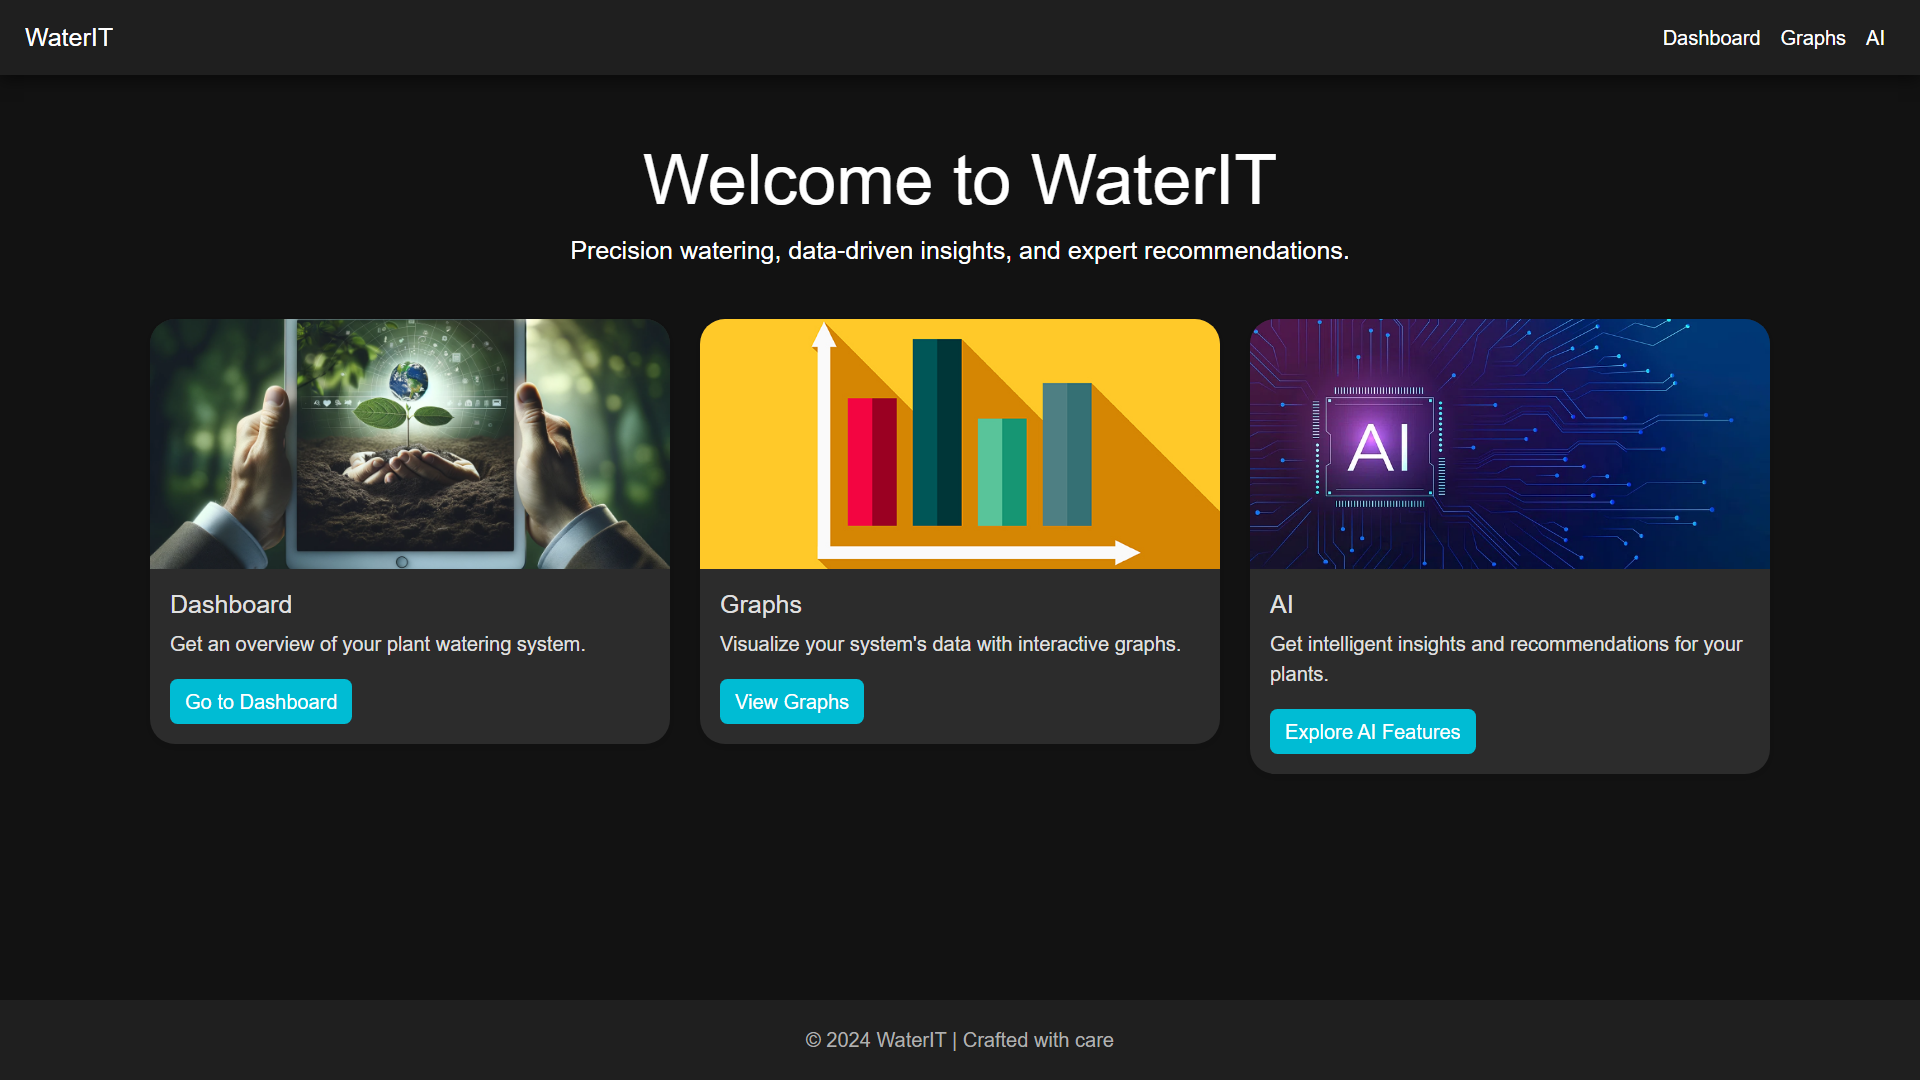 WaterIT
Dashboard Graphs AI
Welcome to WaterIT
Precision watering, data-driven insights, and expert recommendations.
AI
Dashboard
Get an overview of your plant watering system.
Go to Dashboard
Graphs
Visualize your system's data with interactive graphs.
View Graphs
AI
Get intelligent insights and recommendations for your
plants.
Explore AI Features
© 2024 WaterIT | Crafted with care